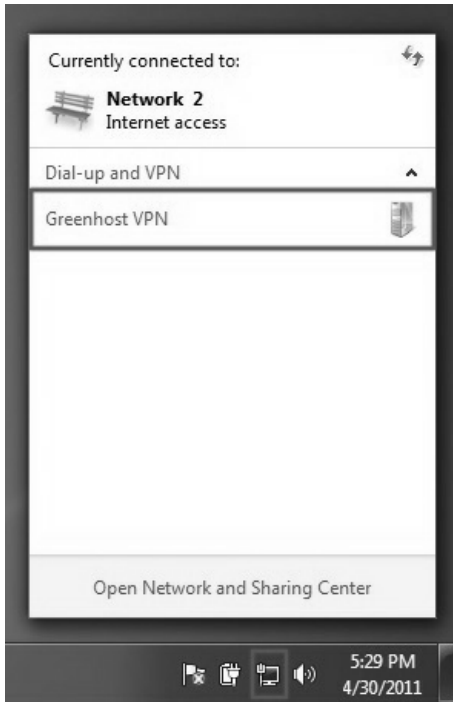 Currently connected to:
Network 2
Internet access
Dial-up and VPN
Greenhost VPN
Open Network and Sharing Center
5:29 PM
4/30/2011